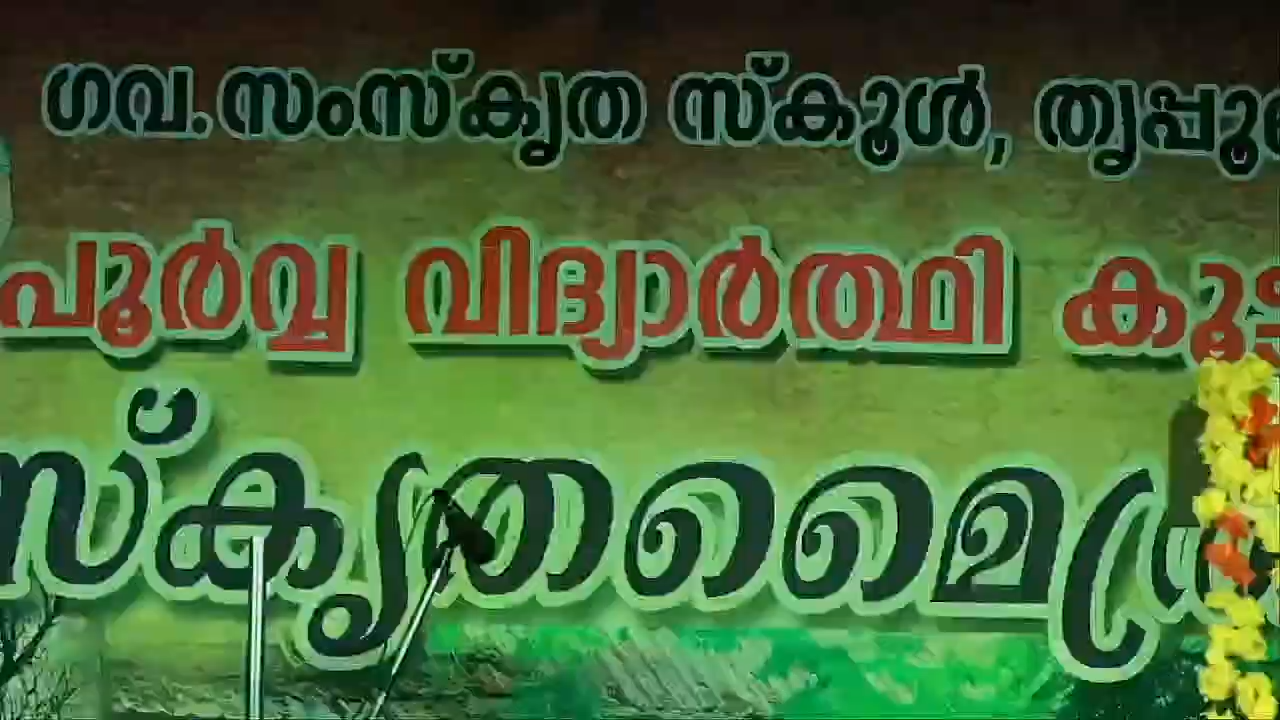 ഗവ. സംസ്കൃത സ്കൂൾ, തൃപ്പൂ
പൂർവ്വ വിദ്യാർത്ഥി കൂട
സ്കൃതമൈത്ര